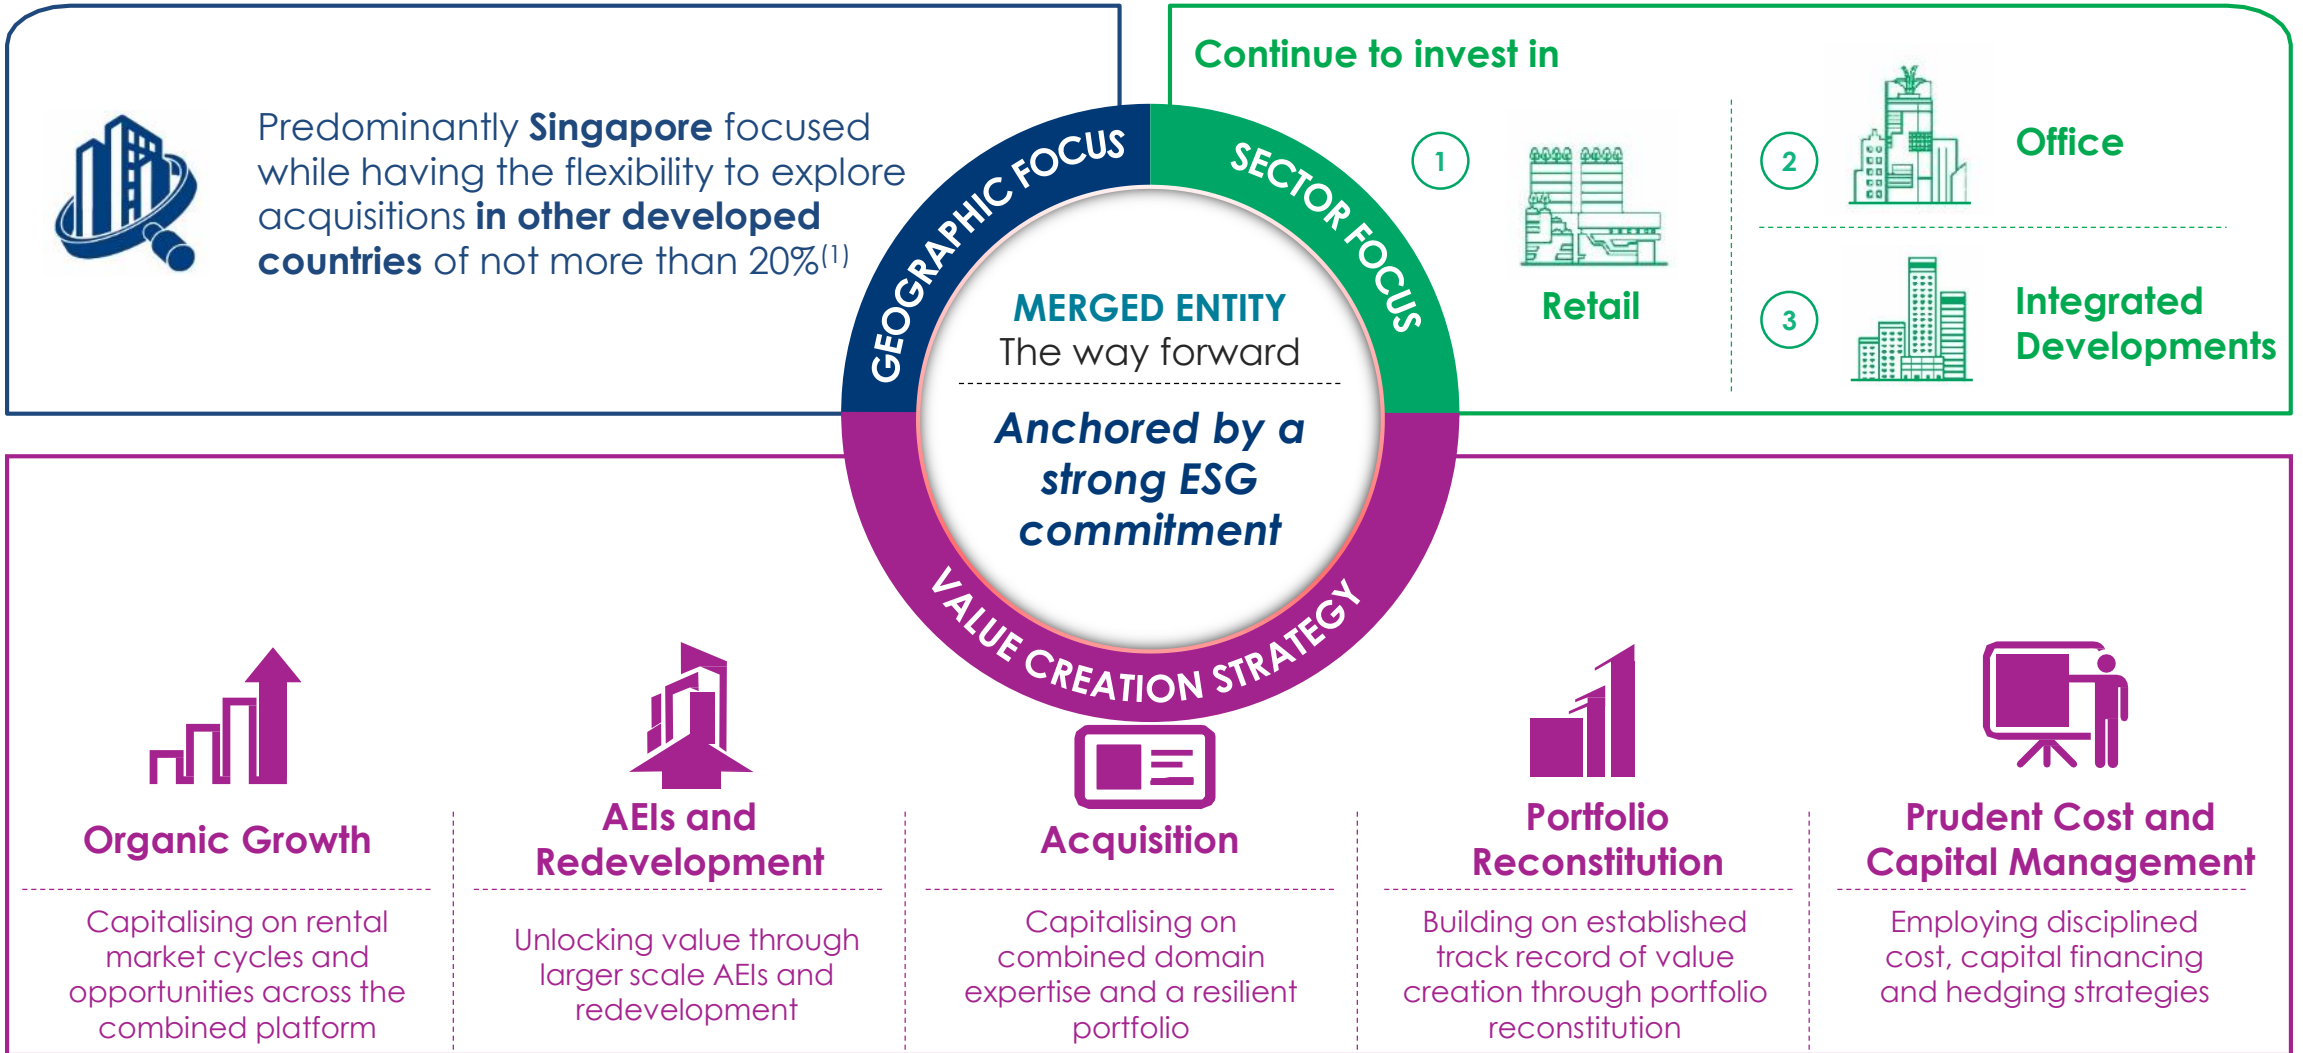 Predominantly Singapore focused
while having the flexibility to explore
acquisitions in other developed
countries of not more than 20%(1)
Continue to invest in
1
Retail
2
Office
3
Integrated
Developments
GEOGRAPHIC FOCUS
SECTOR FOCUS
MERGED ENTITY
The way forward
Anchored by a
strong ESG
commitment
VALUE CREATION STRATEGY
Organic Growth
Capitalising on rental
market cycles and
opportunities across the
combined platform
AEIs and
Redevelopment
Unlocking value through
larger scale AEIs and
redevelopment
Acquisition
Capitalising on
combined domain
expertise and a resilient
portfolio
Portfolio
Reconstitution
Building on established
track record of value
creation through portfolio
reconstitution
Prudent Cost and
Capital Management
Employing disciplined
cost, capital financing
and hedging strategies